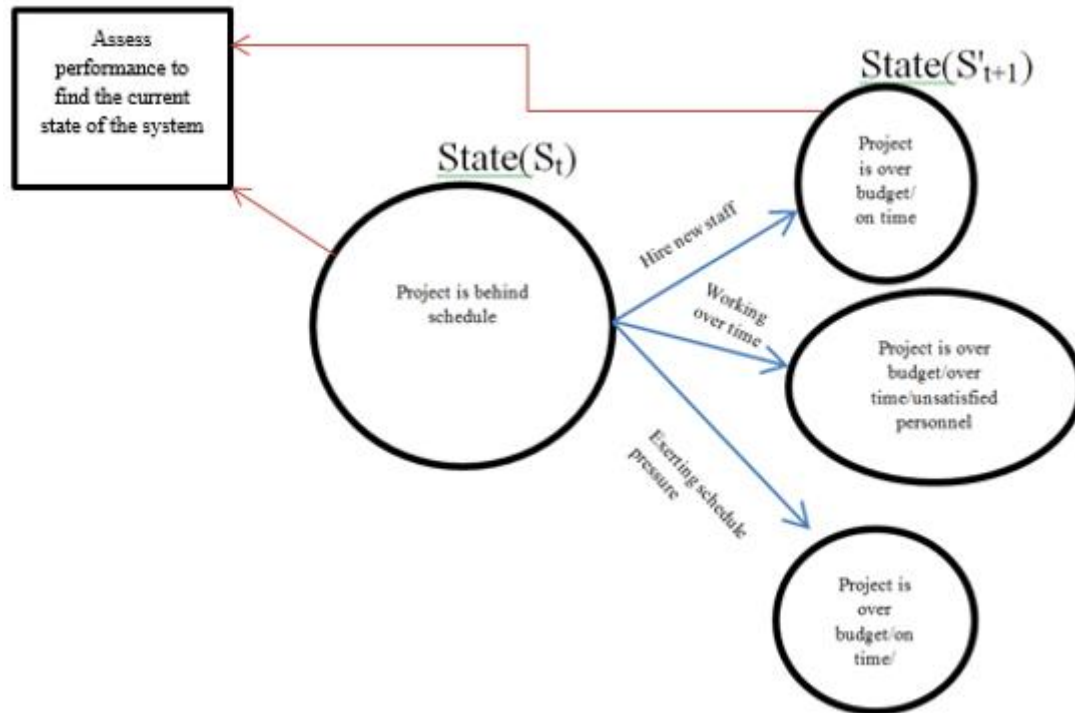 Assess
performance to
find the current
state of the system
State(S't+1)
Project
is over
budget/
on time
State(St)
Project is behind
schedule
Hire new staff
Working
over time
Project is over
budget/over
time/unsatisfied
personnel
Exerting schedule
pressure
Project is
over
budget/on
time/